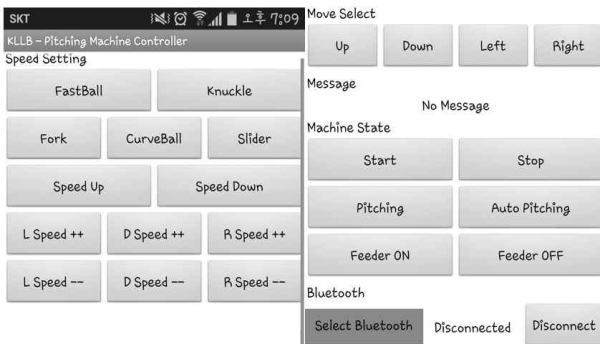 SKT 오후 7:09
KLLB - Pitching Machine Controller
Speed Setting
FastBall Knuckle
Fork CurveBall Slider
Speed Up Speed Down
L Speed ++ D Speed ++ R Speed ++
L Speed -- D Speed -- R Speed --
Move Select
Up Down Left Right
Message
No Message
Machine State
Start Stop
Pitching Auto Pitching
Feeder ON Feeder OFF
Bluetooth
Select Bluetooth Disconnected Disconnect